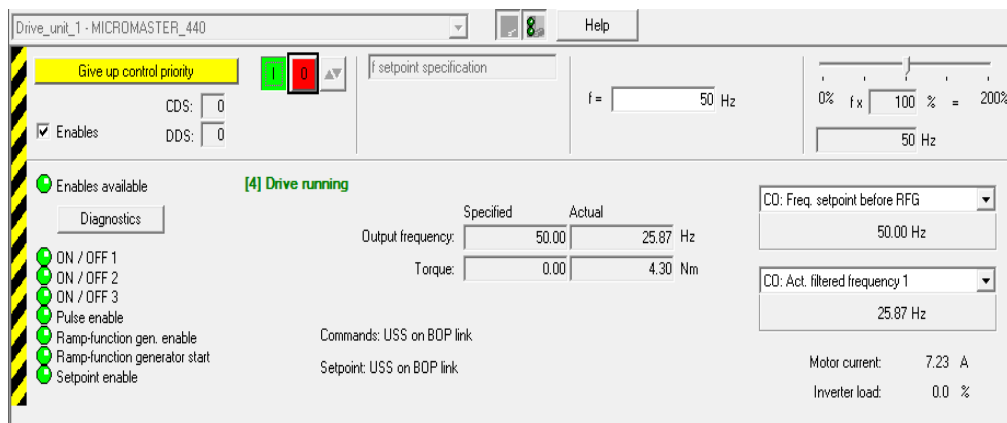 Drive_unit_1 - MICROMASTER_440
Help
Give up control priority
I
0
f setpoint specification
CDS: 0
Enables
DDS: 0
f = 50 Hz
0% f x 100 % = 200%
50 Hz
Enables available
[4] Drive running
Diagnostics
Specified Actual
Output frequency: 50.00 25.87 Hz
Torque: 0.00 4.30 Nm
CO: Freq. setpoint before RFG
50.00 Hz
CO: Act. filtered frequency 1
25.87 Hz
ON / OFF 1
ON / OFF 2
ON / OFF 3
Pulse enable
Ramp-function gen. enable
Ramp-function generator start
Setpoint enable
Commands: USS on BOP link
Setpoint: USS on BOP link
Motor current: 7.23 A
Inverter load: 0.0 %